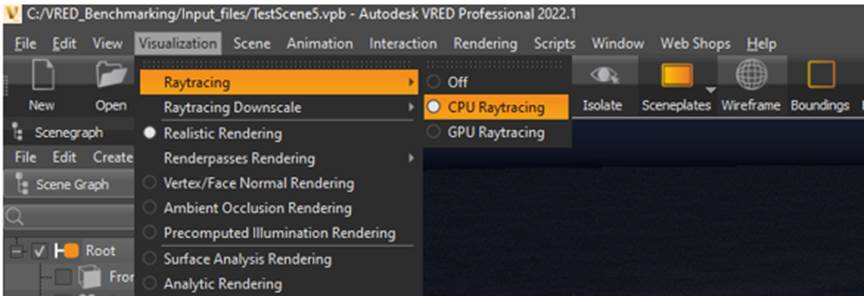 C:/VRED_Benchmarking/Input_files/TestScene5.vpb - Autodesk VRED Professional 2022.1
File Edit View Visualization Scene Animation Interaction Rendering Scripts Window Web Shops Help
New Open
Raytracing
Off
Isolate Sceneplates Wireframe Boundings
Raytracing Downscale
CPU Raytracing
Scenegraph
Realistic Rendering
GPU Raytracing
File Edit Create
Renderpasses Rendering
Scene Graph
Vertex/Face Normal Rendering
Ambient Occlusion Rendering
Precomputed Illumination Rendering
Root
Surface Analysis Rendering
Fror
Analytic Rendering